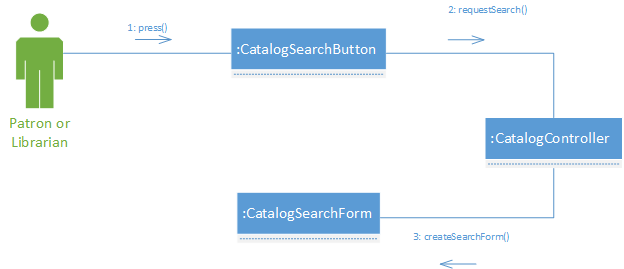 1: press()
2: requestSearch()
:CatalogSearchButton
Patron or
Librarian
:CatalogController
:CatalogSearchForm
3: createSearchForm()